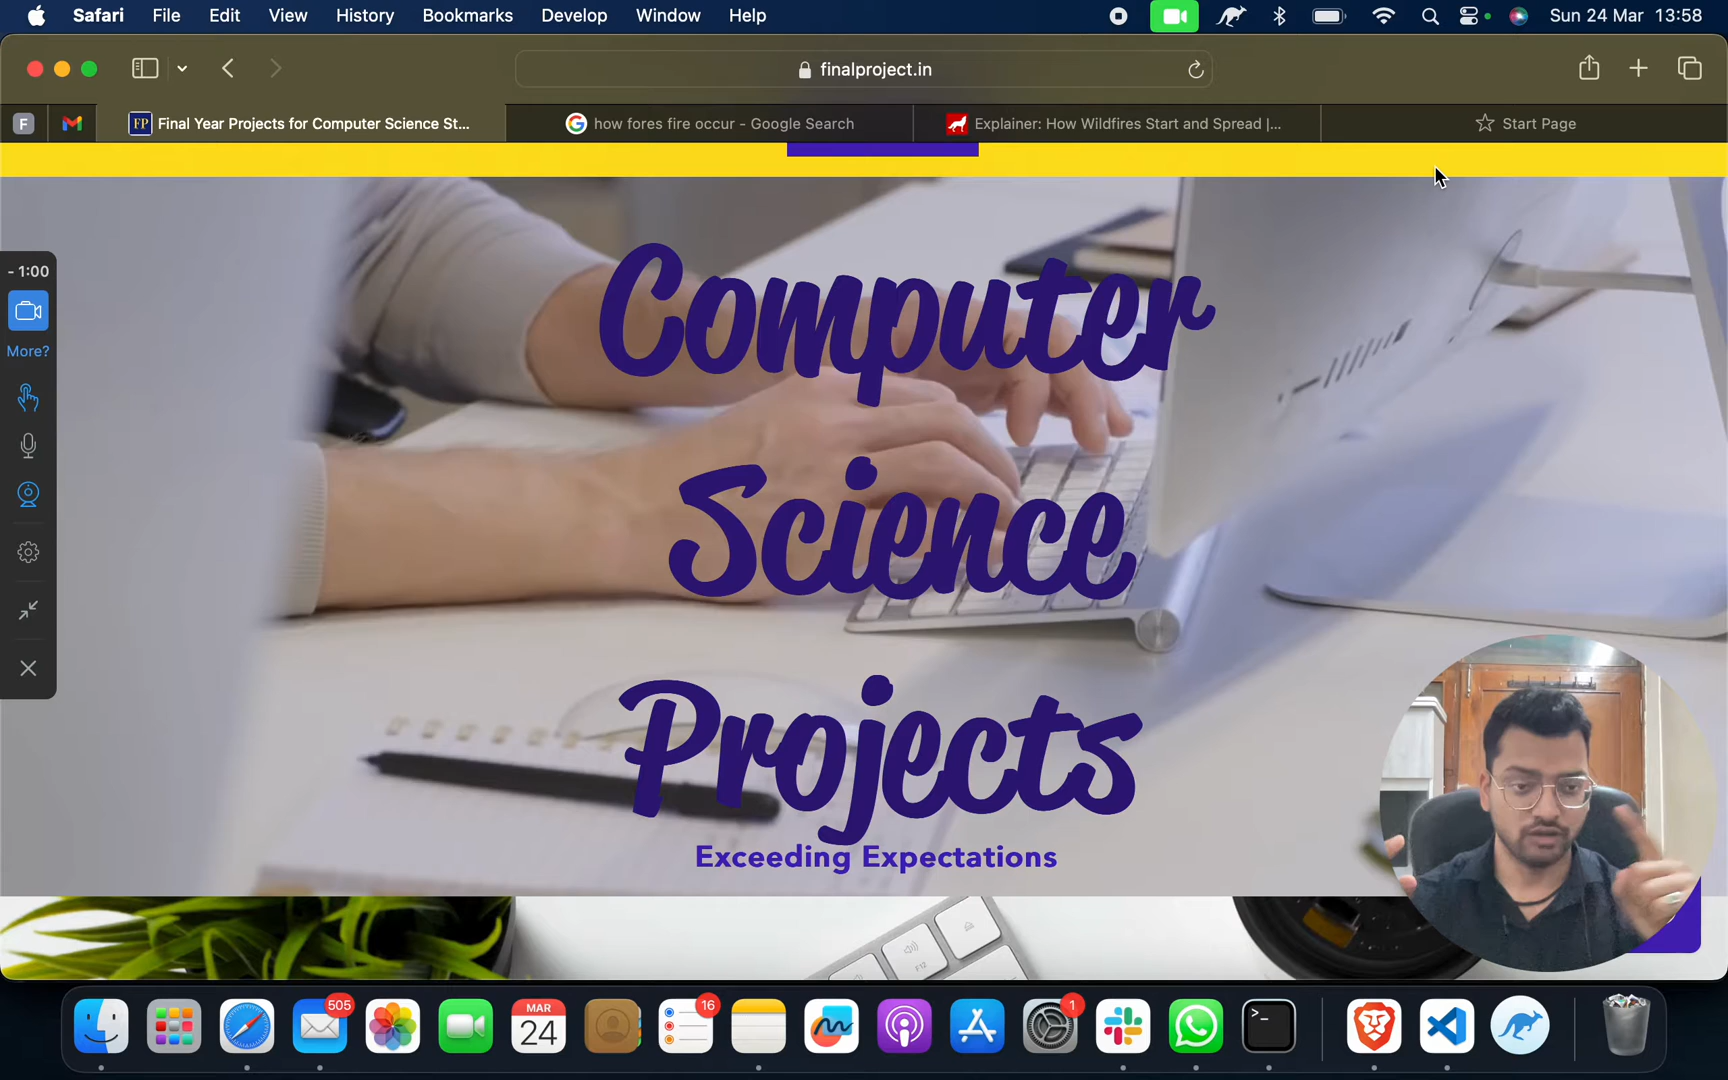 Safari File Edit View History Bookmarks Develop Window Help Sun 24 Mar 13:58
finalproject.in
F FP Final Year Projects for Computer Science St... G how fores fire occur - Google Search Explainer: How Wildfires Start and Spread |... Start Page
- 1:00
More?
Computer
Science
Projects
Exceeding Expectations
F12
505
MAR
24
16
1
>_